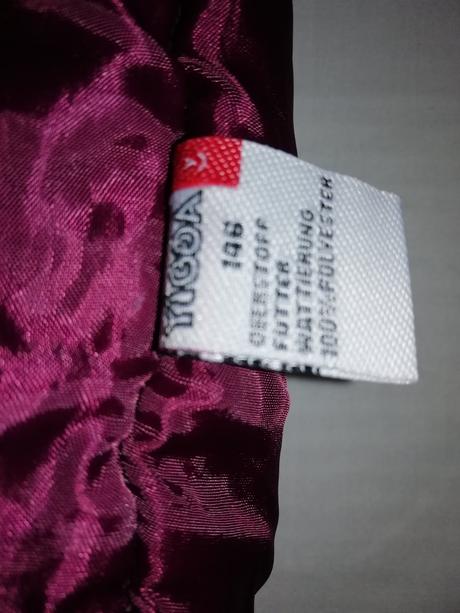 YIGGA
146
OBERSTOFF
FUTTER
WATTIERUNG
100% POLYESTER